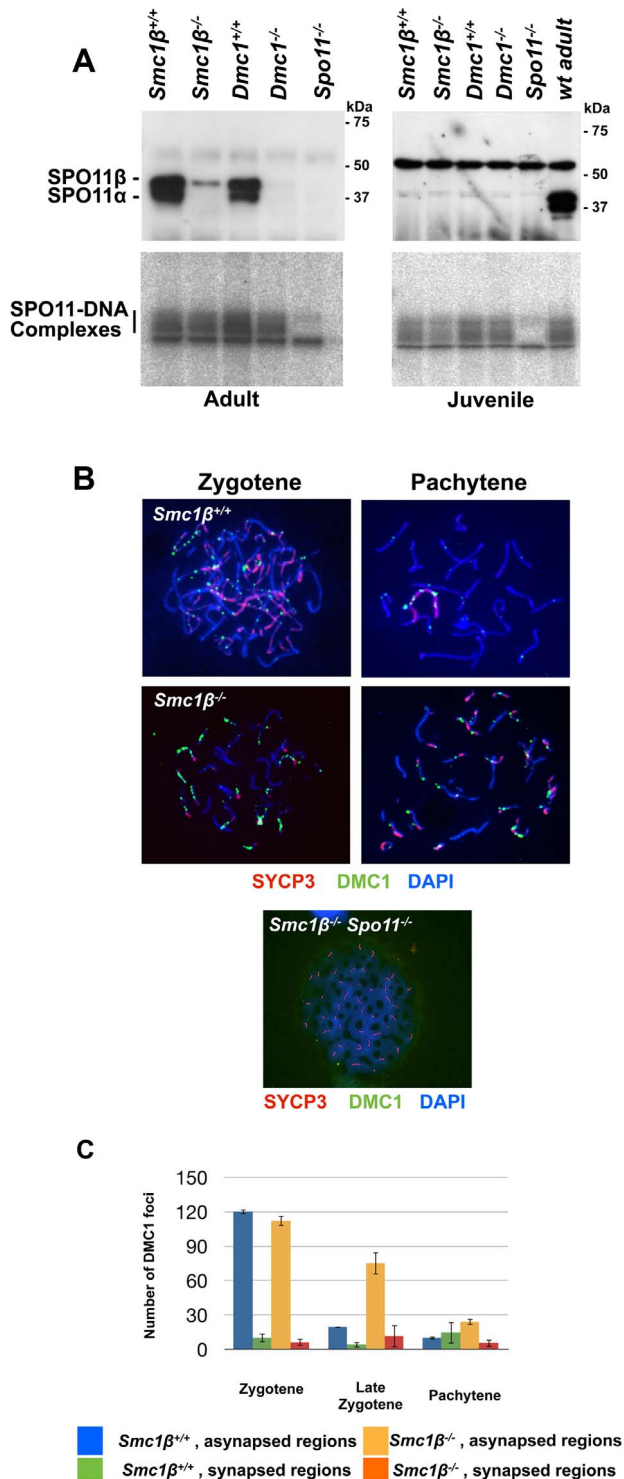 A
Smc1β+/+ Smc1β-/- Dmc1+/+ Dmc1-/- Spo11-/-
Smc1β+/+ Smc1β-/- Dmc1+/+ Dmc1-/- Spo11-/- wt adult
kDa
- 75
- 50
- 37
kDa
- 75
- 50
- 37
SPO11β
SPO11α
SPO11-DNA
Complexes
Adult
Juvenile
B
Zygotene
Pachytene
Smc1β+/+
Smc1β-/-
SYCP3 DMC1 DAPI
Smc1β-/- Spo11-/-
SYCP3 DMC1 DAPI
C
Number of DMC1 foci
150
120
90
60
30
0
Zygotene
Late
Zygotene
Pachytene
Smc1β+/+ , asynapsed regions
Smc1β-/- , asynapsed regions
Smc1β+/+ , synapsed regions
Smc1β-/- , synapsed regions